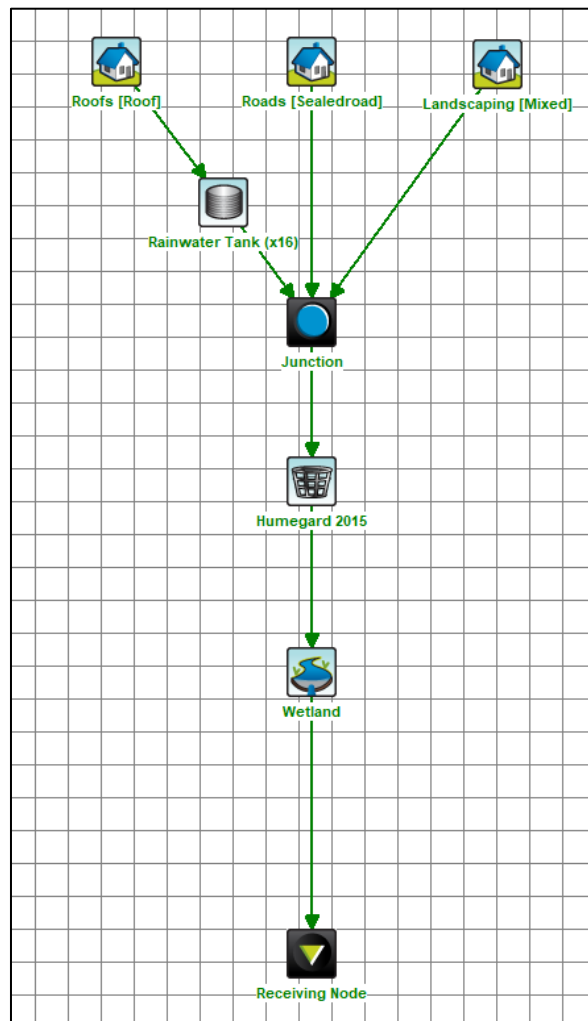 Roofs [Roof]
Roads [Sealedroad]
Landscaping [Mixed]
Rainwater Tank (x16)
Junction
Humegard 2015
Wetland
Receiving Node